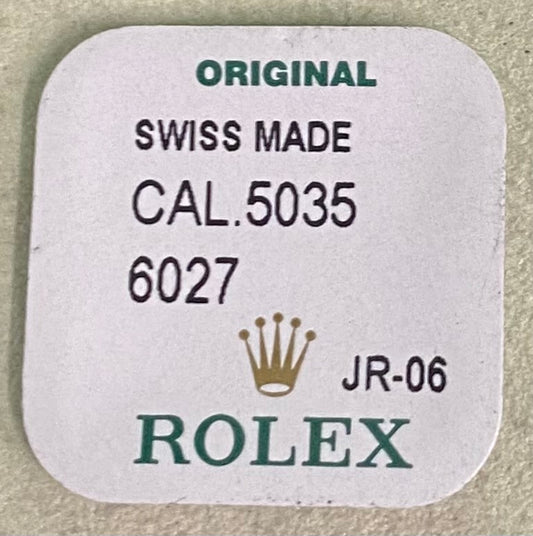 ORIGINAL
SWISS MADE
CAL.5035
6027
JR-06
ROLEX